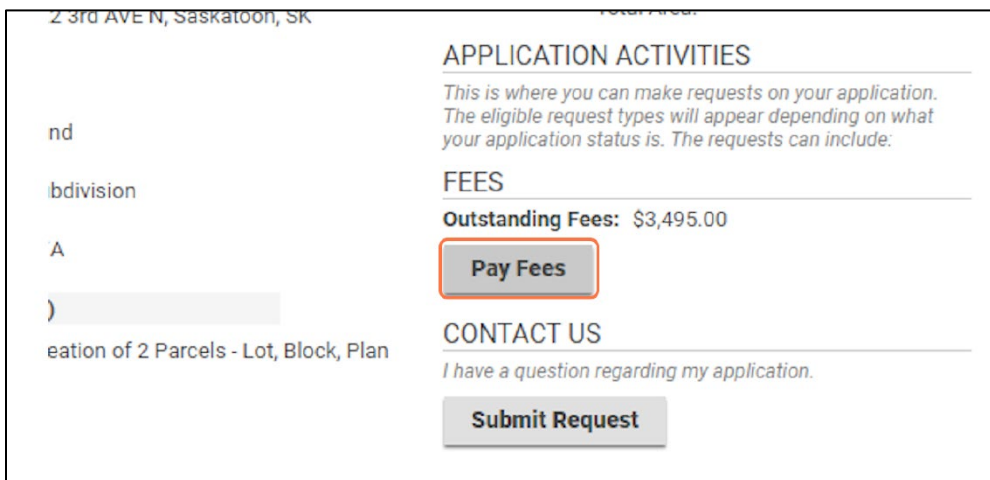 2 3rd AVE N, Saskatoon, SK
Total Area:
nd
bdivision
A
)
eation of 2 Parcels - Lot, Block, Plan
APPLICATION ACTIVITIES
This is where you can make requests on your application.
The eligible request types will appear depending on what
your application status is. The requests can include:
FEES
Outstanding Fees: $3,495.00
Pay Fees
CONTACT US
I have a question regarding my application.
Submit Request